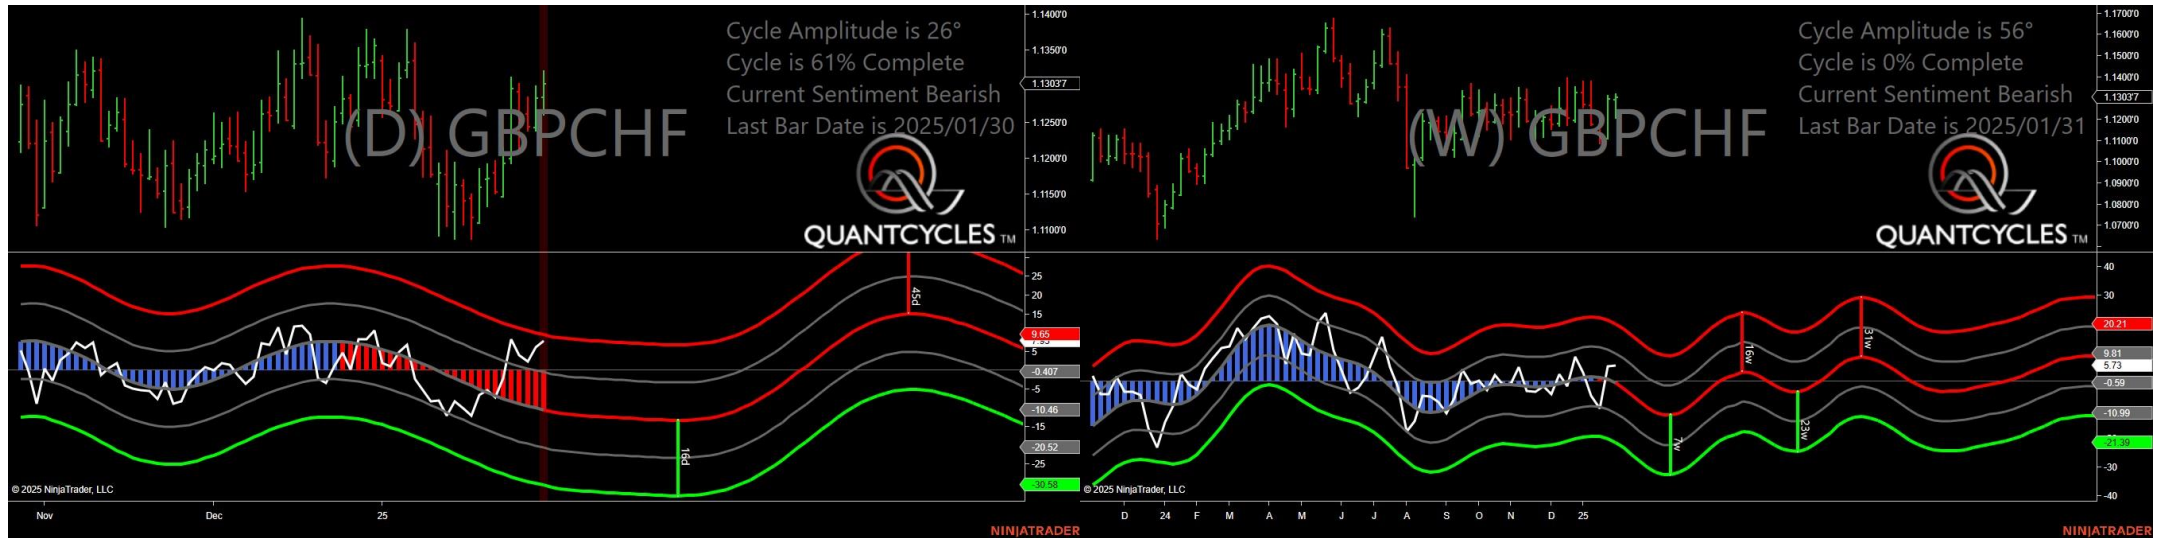 Cycle Amplitude is 26°
Cycle is 61% Complete
Current Sentiment Bearish
Last Bar Date is 2025/01/30
(D) GBPCHF
QUANTCYCLES TM
1.1400'0
1.1350'0
1.1303'7
1.1250'0
1.1200'0
1.1150'0
1.1100'0
25
20
15
9.65
5
-0.407
-5
-10.46
-15
-20.52
-25
-30.58
45d
16d
© 2025 NinjaTrader, LLC
Nov
Dec
25
NINJATRADER
Cycle Amplitude is 56°
Cycle is 0% Complete
Current Sentiment Bearish
Last Bar Date is 2025/01/31
(W) GBPCHF
QUANTCYCLES TM
1.1700'0
1.1600'0
1.1500'0
1.1400'0
1.1303'7
1.1200'0
1.1100'0
1.1000'0
1.0900'0
1.0800'0
1.0700'0
40
30
20.21
9.81
5.73
-0.59
-10.99
-21.39
-30
-40
7w
16w
23w
31w
© 2025 NinjaTrader, LLC
D
24
F
M
A
M
J
J
A
S
O
N
D
25
NINJATRADER